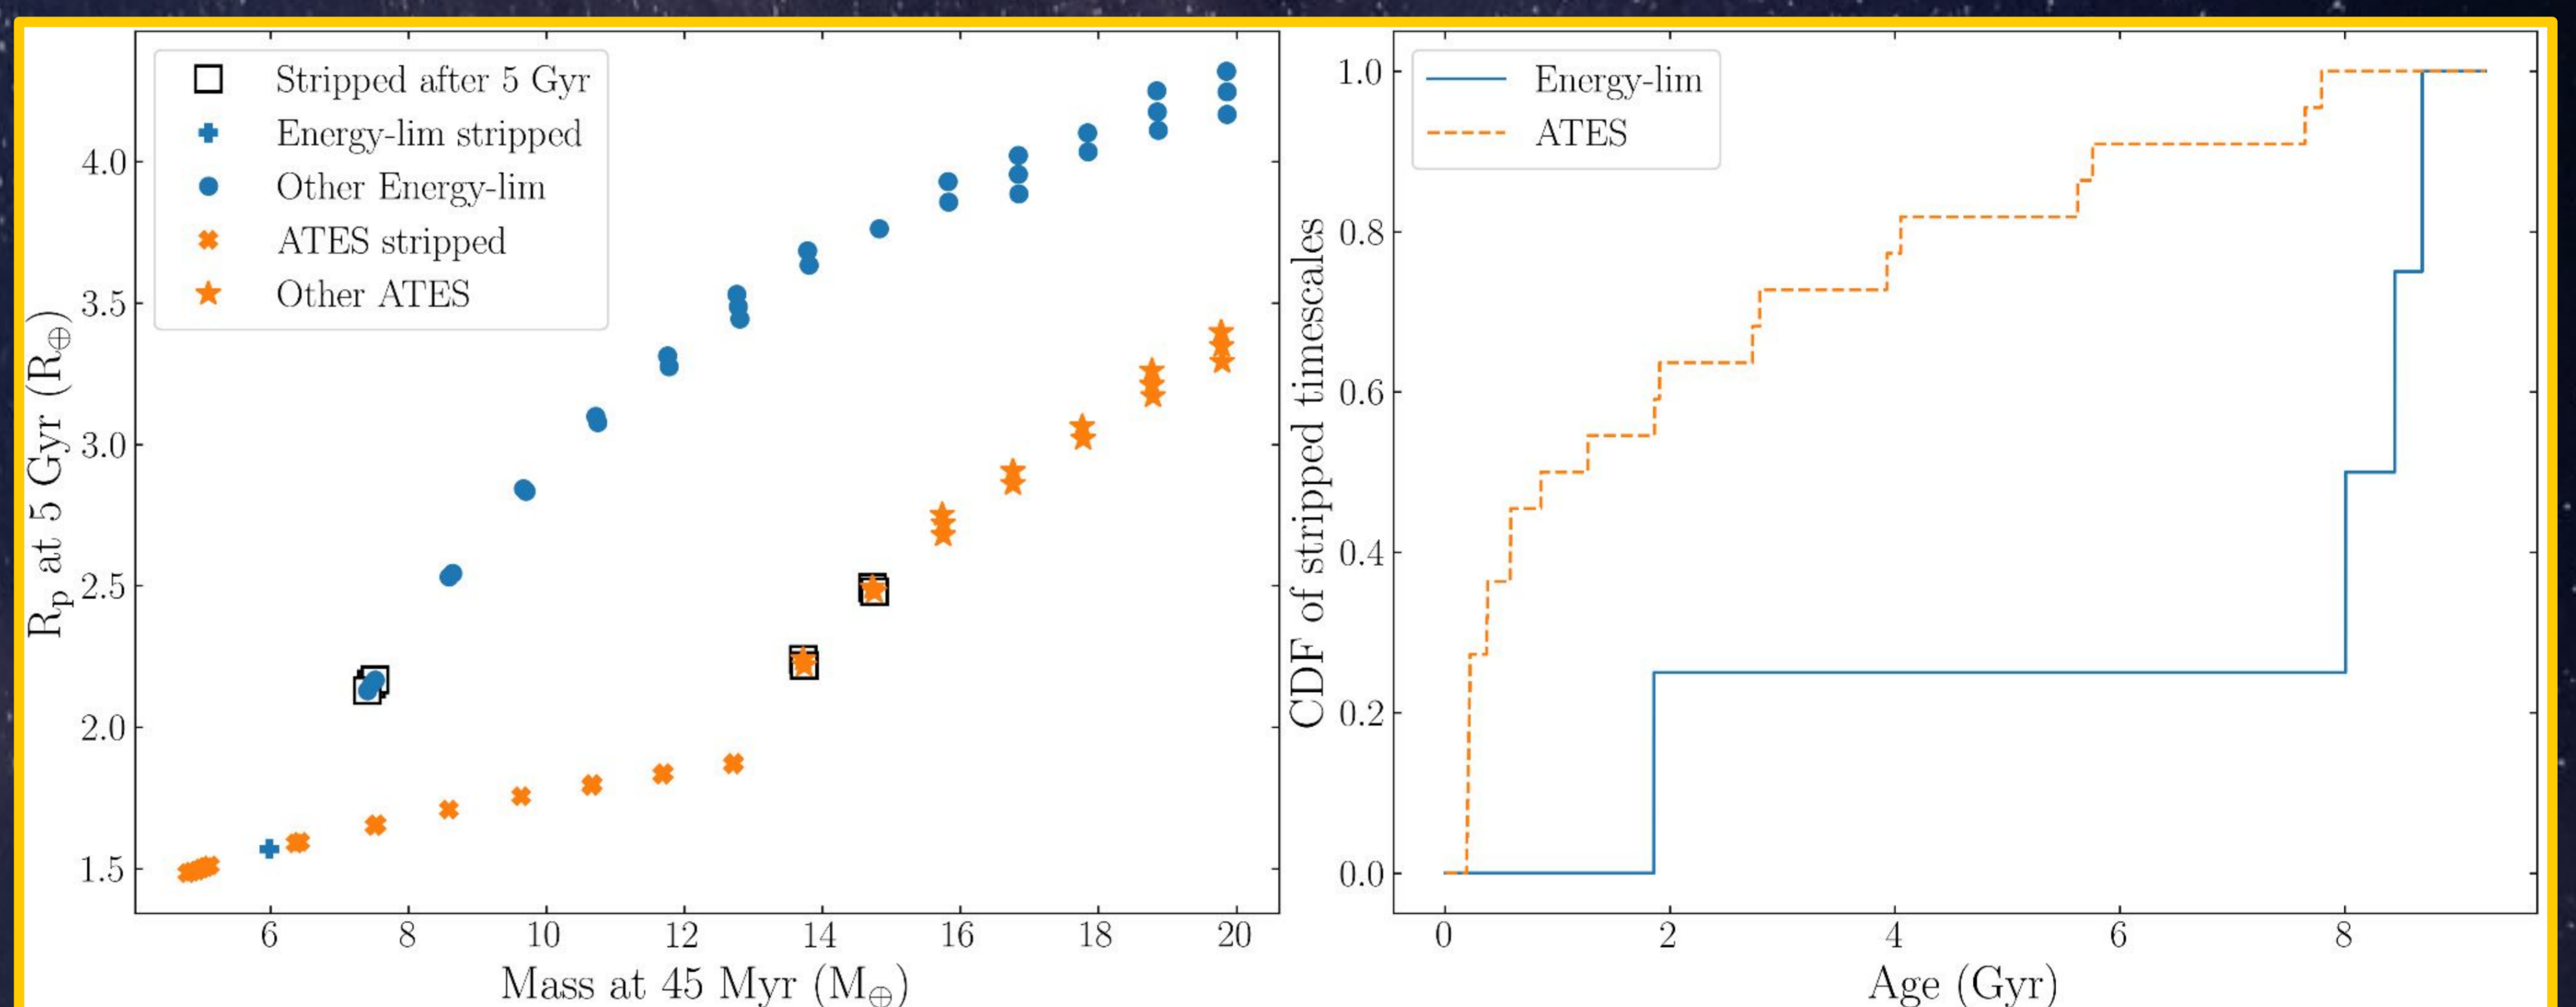 Stripped after 5 Gyr
Energy-lim stripped
Other Energy-lim
ATES stripped
Other ATES
R_p at 5 Gyr (R_⊕)
4.0
3.5
3.0
2.5
2.0
1.5
6 8 10 12 14 16 18 20
Mass at 45 Myr (M_⊕)
Energy-lim
ATES
CDF of stripped timescales
1.0
0.8
0.6
0.4
0.2
0.0
0 2 4 6 8
Age (Gyr)